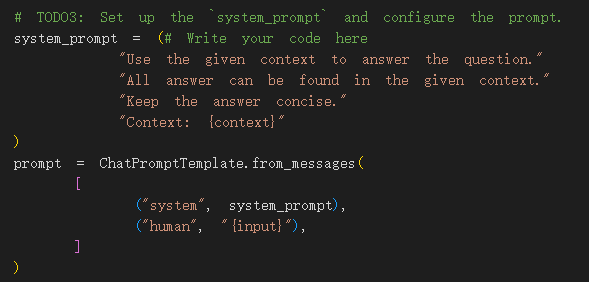 # TODO3: Set up the `system_prompt` and configure the prompt.
system_prompt = (# Write your code here
"Use the given context to answer the question."
"All answer can be found in the given context."
"Keep the answer concise."
"Context: {context}"
)
prompt = ChatPromptTemplate.from_messages(
[
("system", system_prompt),
("human", "{input}"),
]
)